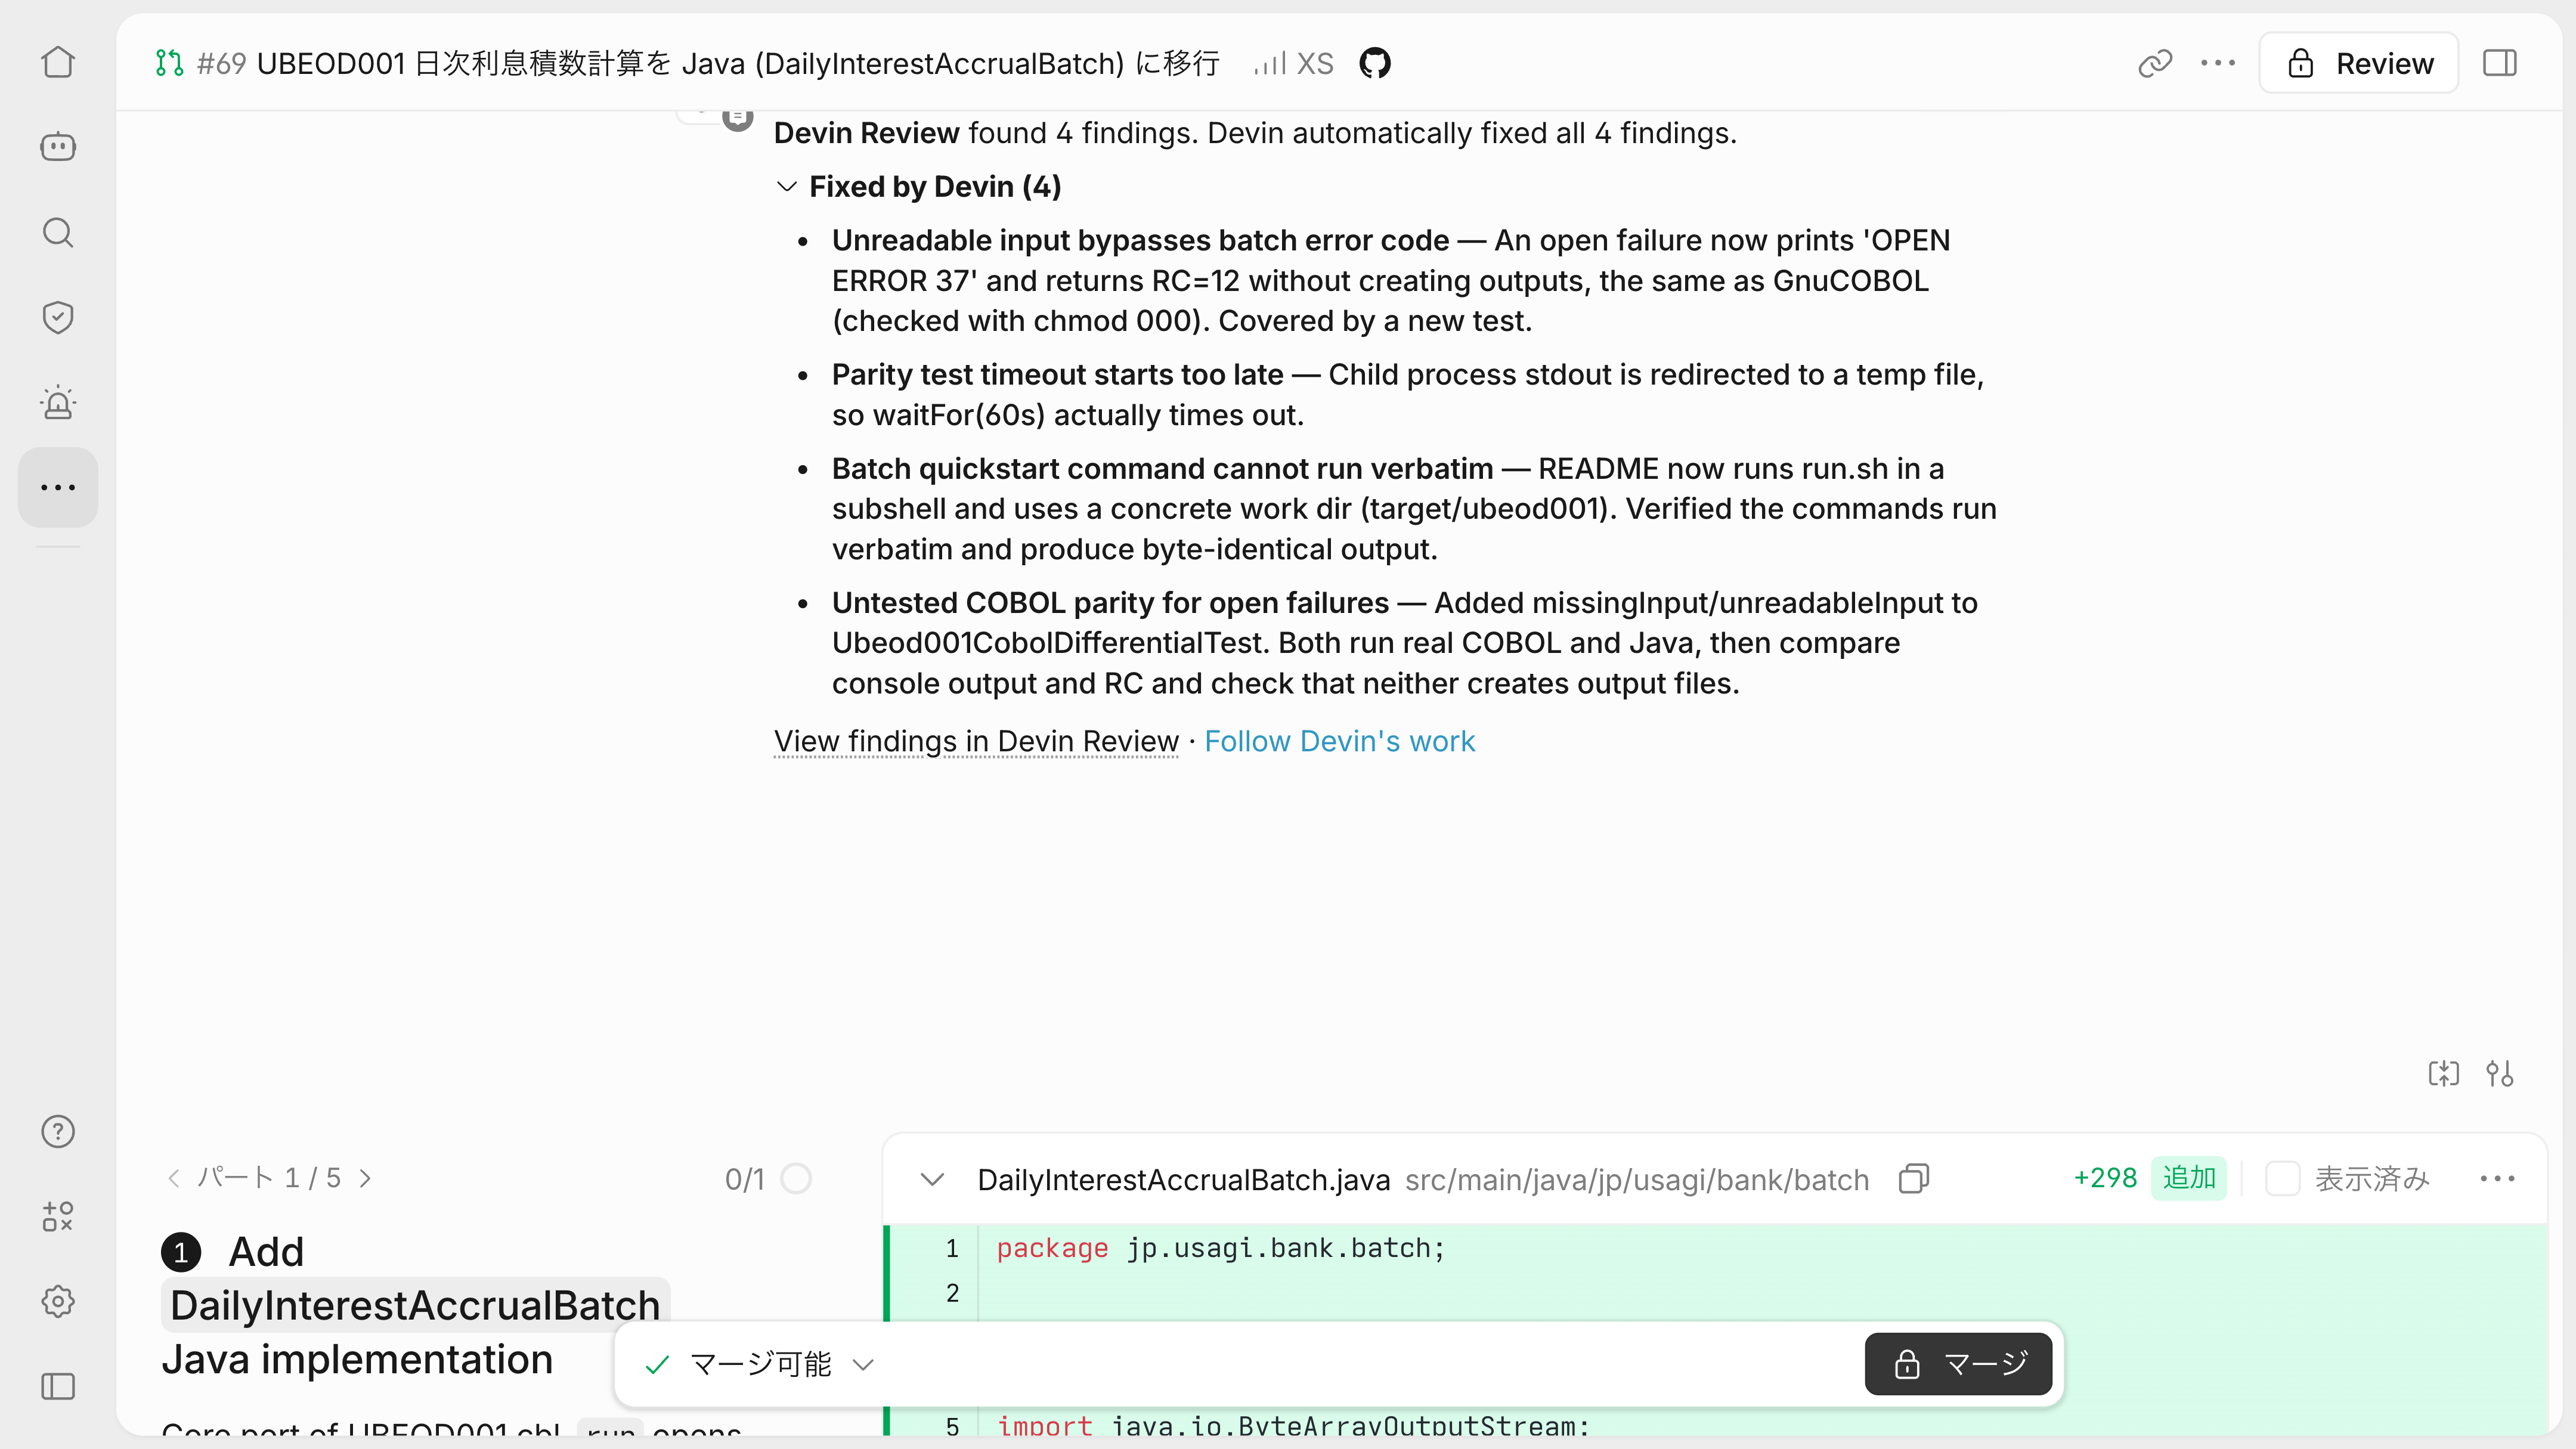 #69 UBEOD001 日次利息積数計算を Java (DailyInterestAccrualBatch) に移行 XS
Review
Devin Review found 4 findings. Devin automatically fixed all 4 findings.
Fixed by Devin (4)
• Unreadable input bypasses batch error code — An open failure now prints 'OPEN
ERROR 37' and returns RC=12 without creating outputs, the same as GnuCOBOL
(checked with chmod 000). Covered by a new test.
• Parity test timeout starts too late — Child process stdout is redirected to a temp file,
so waitFor(60s) actually times out.
• Batch quickstart command cannot run verbatim — README now runs run.sh in a
subshell and uses a concrete work dir (target/ubeod001). Verified the commands run
verbatim and produce byte-identical output.
• Untested COBOL parity for open failures — Added missingInput/unreadableInput to
Ubeod001CobolDifferentialTest. Both run real COBOL and Java, then compare
console output and RC and check that neither creates output files.
View findings in Devin Review · Follow Devin's work
パート 1 / 5
0/1
1 Add
DailyInterestAccrualBatch
Java implementation
Core part of UBEOD001.cbl. run opens
DailyInterestAccrualBatch.java src/main/java/jp/usagi/bank/batch
+298 追加 表示済み
1 package jp.usagi.bank.batch;
2
マージ可能
マージ
5 import java.io.ByteArrayOutputStream;